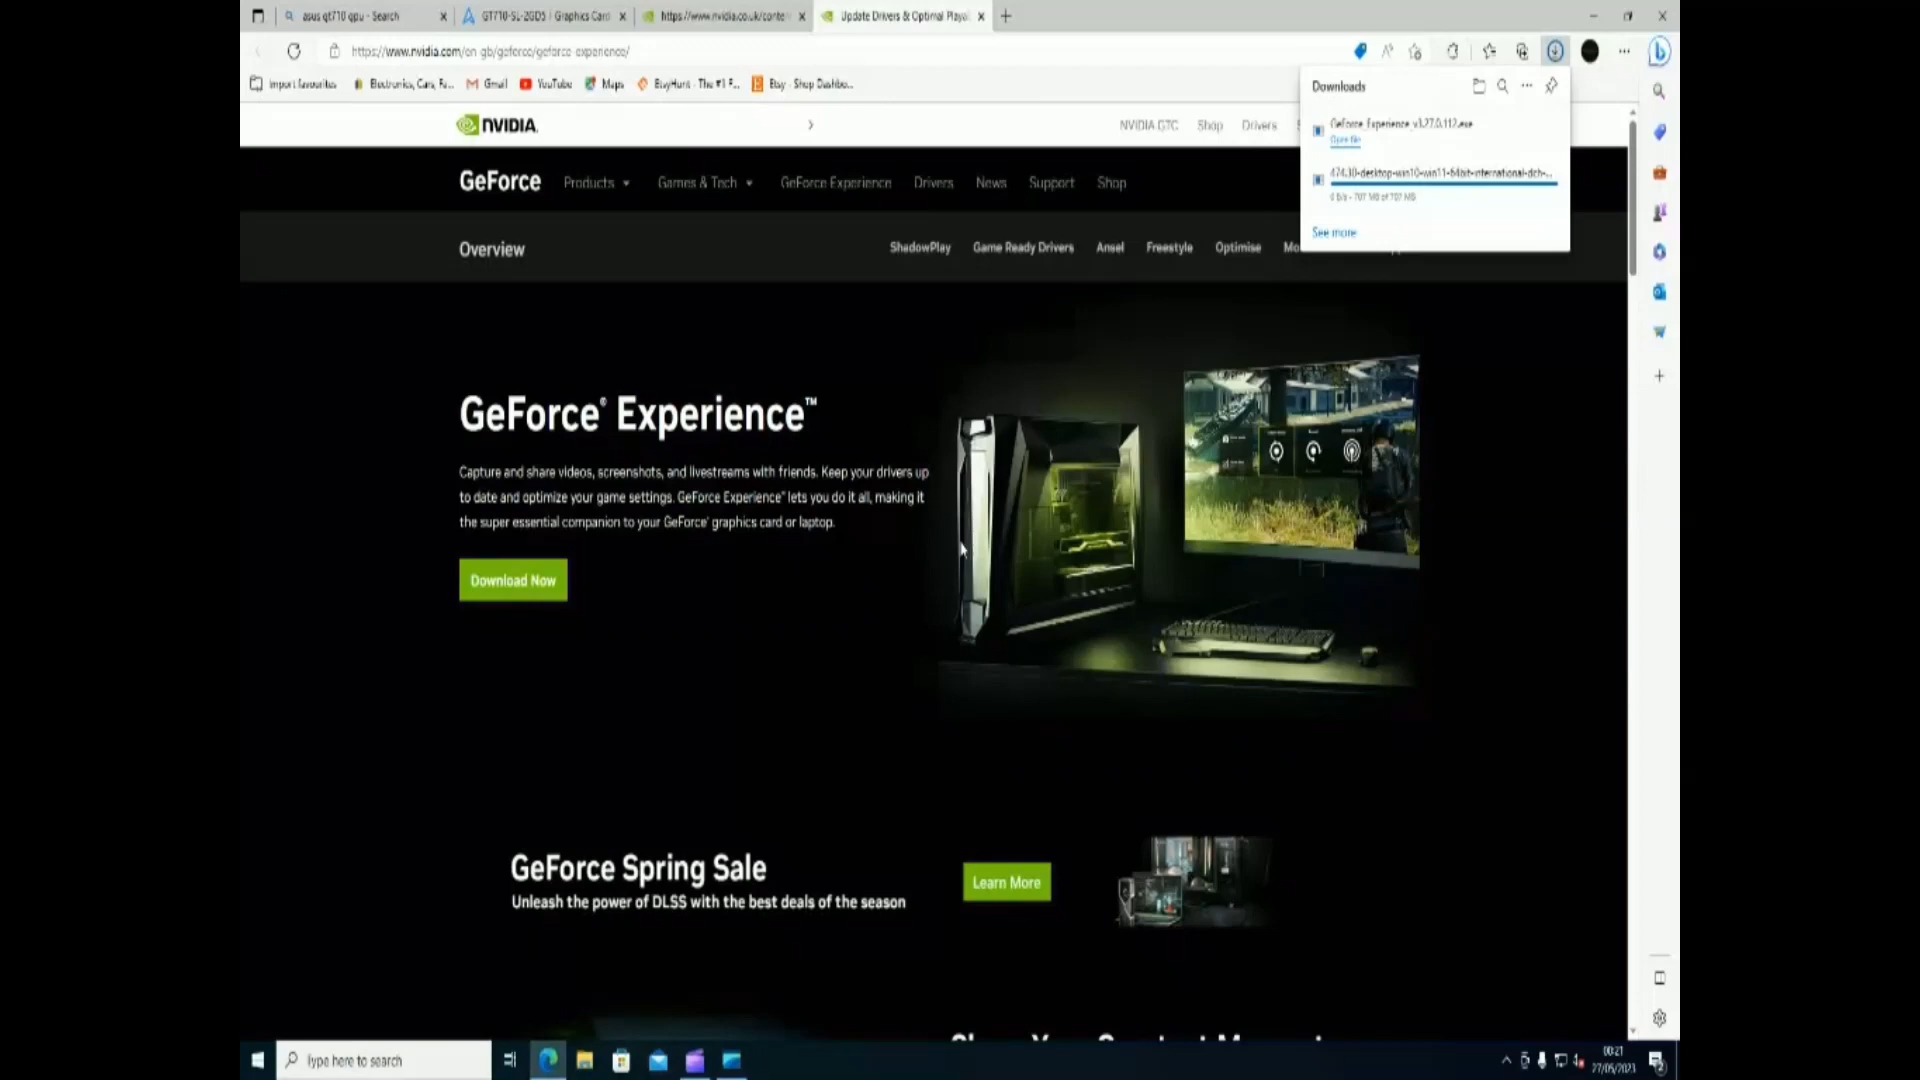 asus gt710 gpu - Search
GT710-SL-2GD5 | Graphics Card
https://www.nvidia.co.uk/conte
Update Drivers & Optimal Playa
https://www.nvidia.com/en-gb/geforce/geforce-experience/
Import favourites
Electronics, Cars, Fa...
Gmail
YouTube
Maps
EtsyHunt - The #1 F...
Etsy - Shop Dashbo...
NVIDIA.
NVIDIA GTC
Shop
Drivers
GeForce
Products
Games & Tech
GeForce Experience
Drivers
News
Support
Shop
Overview
ShadowPlay
Game Ready Drivers
Ansel
Freestyle
Optimise
Mo
Downloads
GeForce_Experience_v3.27.0.112.exe
Open file
474.30-desktop-win10-win11-64bit-international-dch-...
0 B/s - 707 MB of 707 MB
See more
GeForce® Experience™
Capture and share videos, screenshots, and livestreams with friends. Keep your drivers up
to date and optimize your game settings. GeForce Experience™ lets you do it all, making it
the super essential companion to your GeForce® graphics card or laptop.
Download Now
GeForce Spring Sale
Unleash the power of DLSS with the best deals of the season
Learn More
Type here to search
00:21
27/05/2023